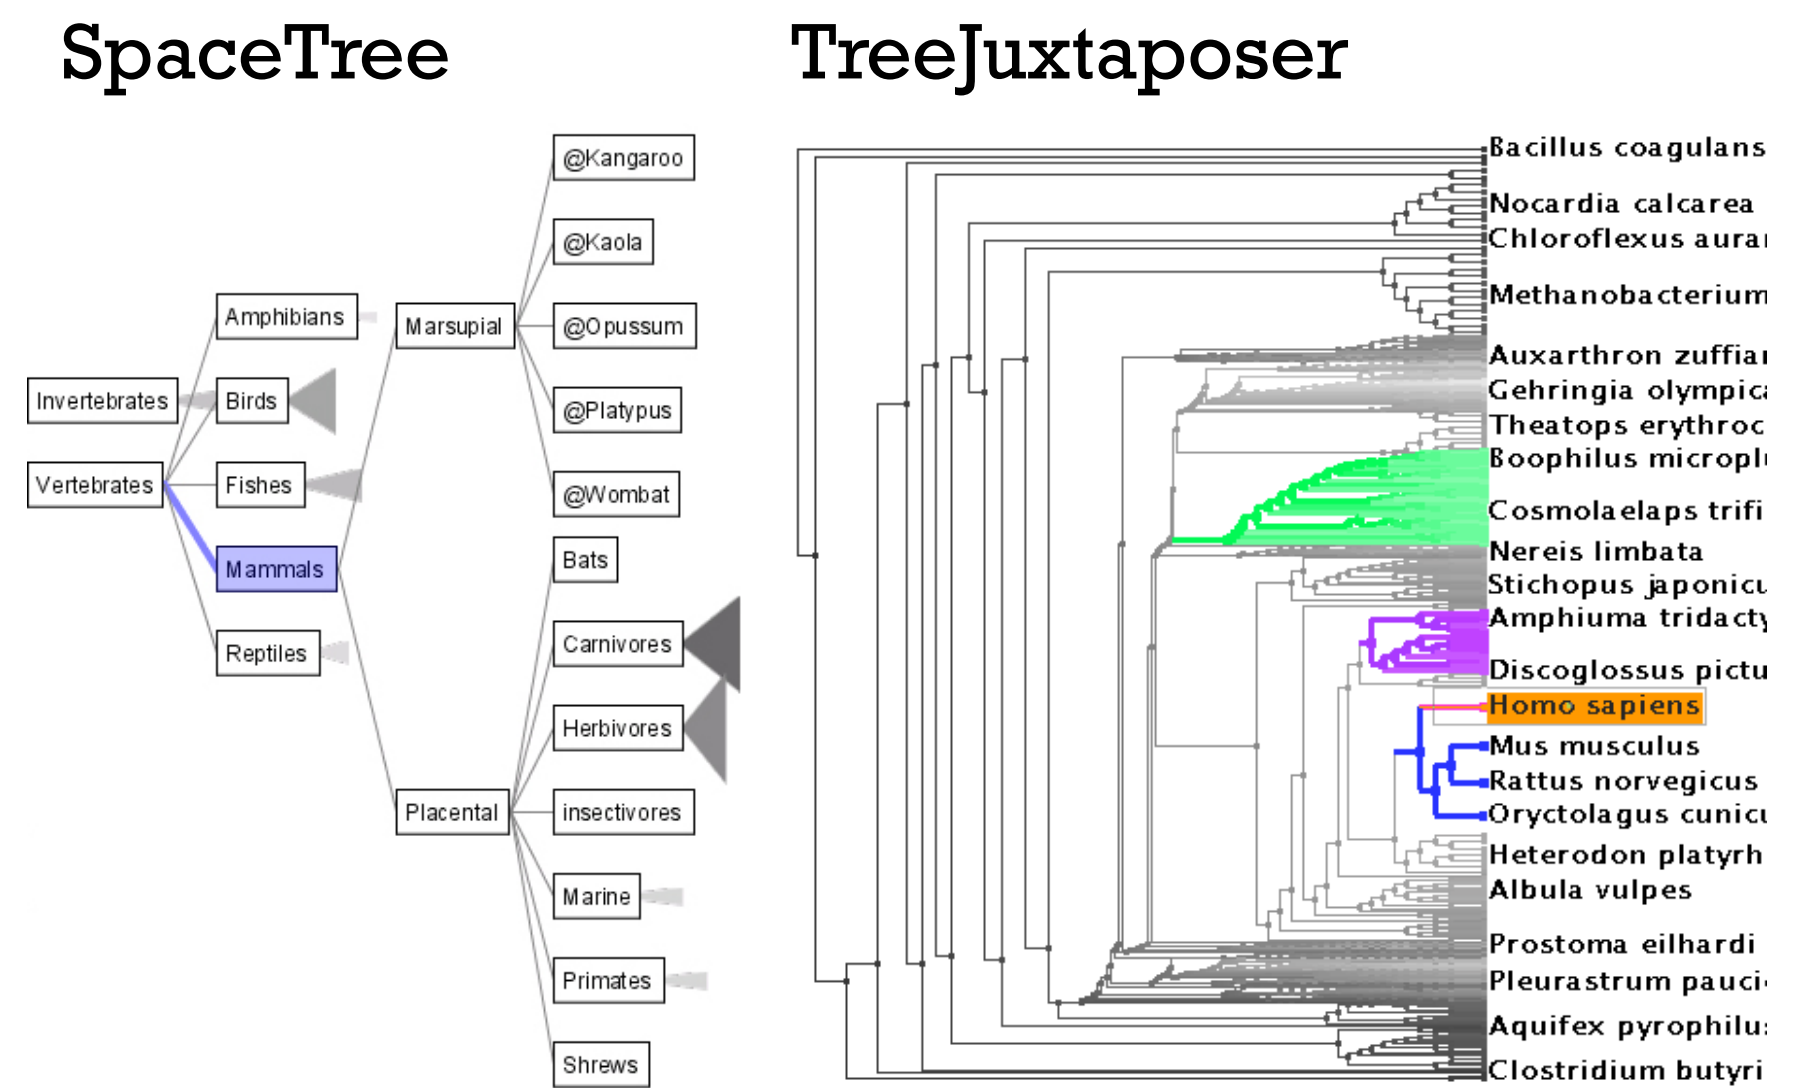 SpaceTree
TreeJuxtaposer
Invertebrates
Vertebrates
Amphibians
Birds
Fishes
Mammals
Reptiles
Marsupial
Placental
@Kangaroo
@Kaola
@Opussum
@Platypus
@Wombat
Bats
Carnivores
Herbivores
insectivores
Marine
Primates
Shrews
Bacillus coagulans
Nocardia calcarea
Chloroflexus aura
Methanobacterium
Auxarthron zuffia
Gehringia olympica
Theatops erythroc
Boophilus micropl
Cosmolaelaps trifi
Nereis limbata
Stichopus japonicu
Amphiuma tridacty
Discoglossus pictu
Homo sapiens
Mus musculus
Rattus norvegicus
Oryctolagus cunicu
Heterodon platyrh
Albula vulpes
Prostoma eilhardi
Pleurastrum pauci
Aquifex pyrophilu
Clostridium butyri